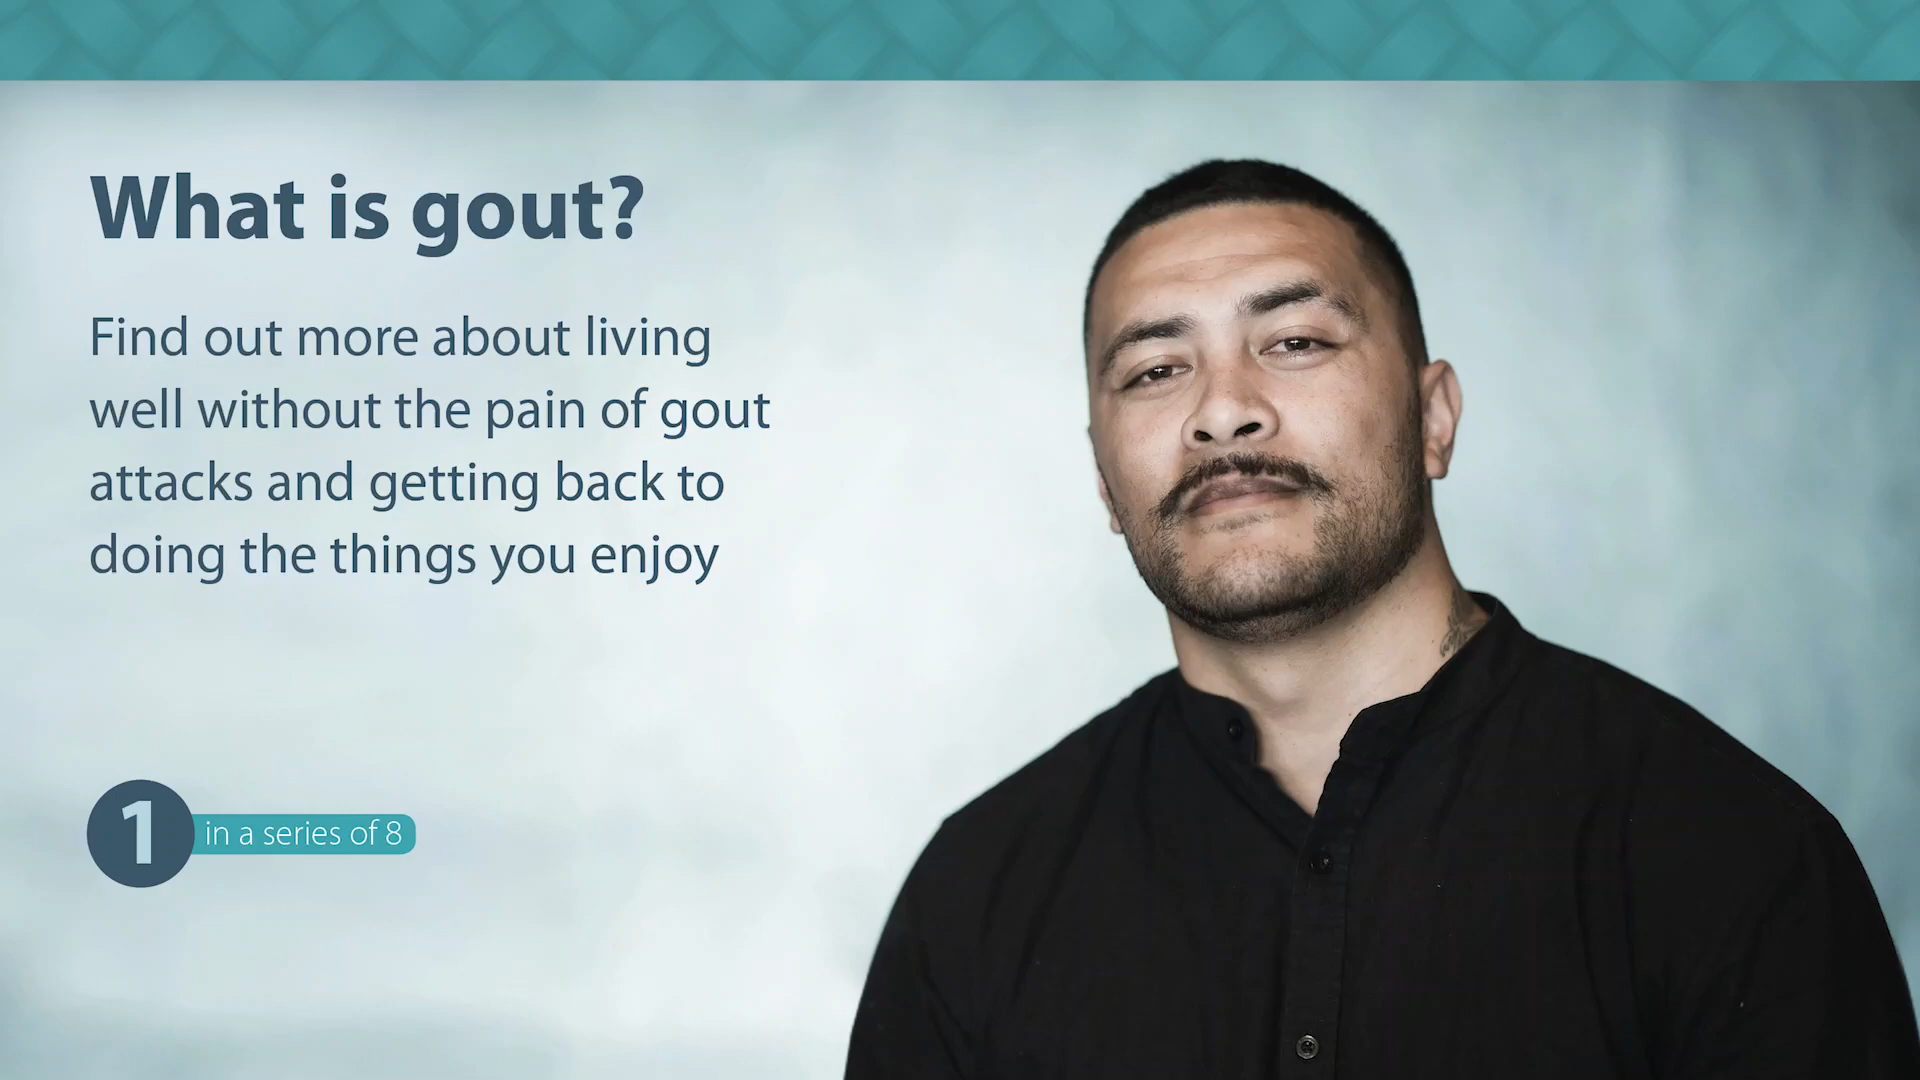 What is gout?
Find out more about living
well without the pain of gout
attacks and getting back to
doing the things you enjoy
1 in a series of 8